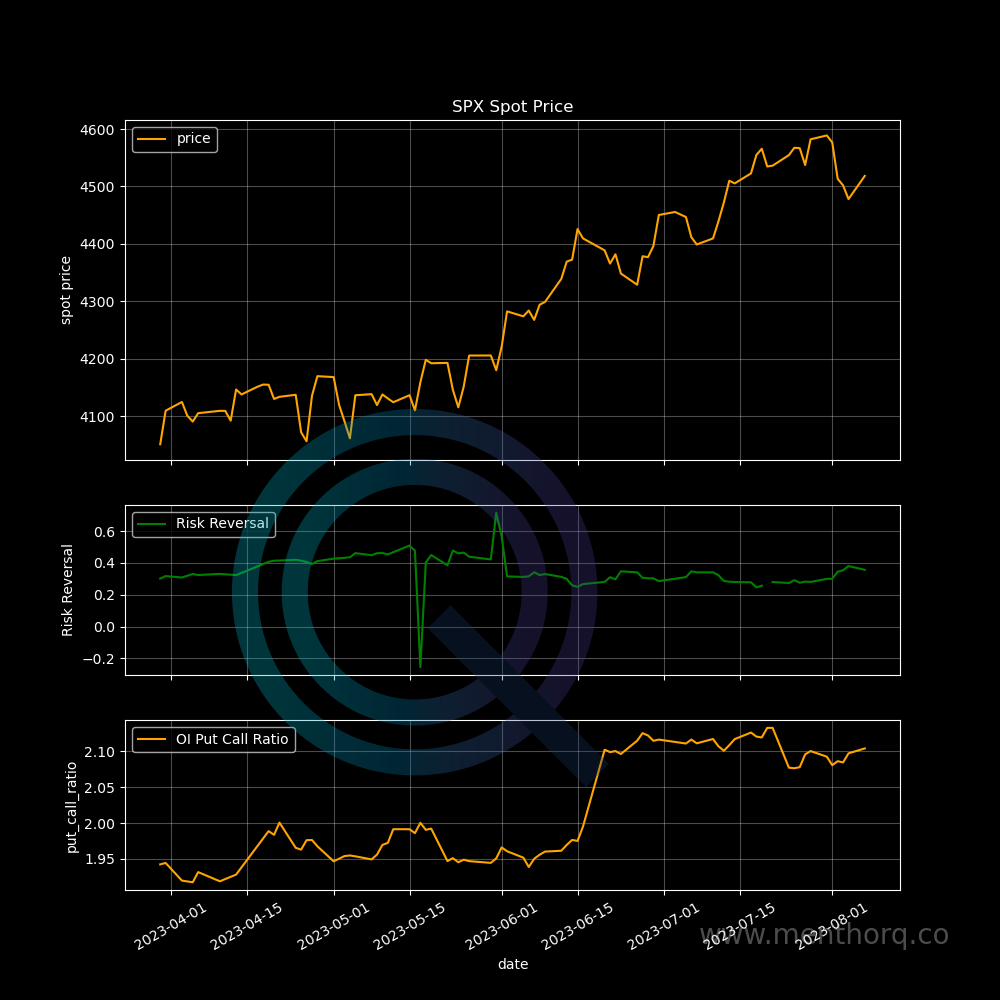 SPX Spot Price
price
4600
4500
4400
4300
4200
4100
spot price
Risk Reversal
0.6
0.4
0.2
0.0
−0.2
Risk Reversal
OI Put Call Ratio
2.10
2.05
2.00
1.95
put_call_ratio
2023-04-01
2023-04-15
2023-05-01
2023-05-15
2023-06-01
2023-06-15
2023-07-01
2023-07-15
2023-08-01
date
www.menthorq.co